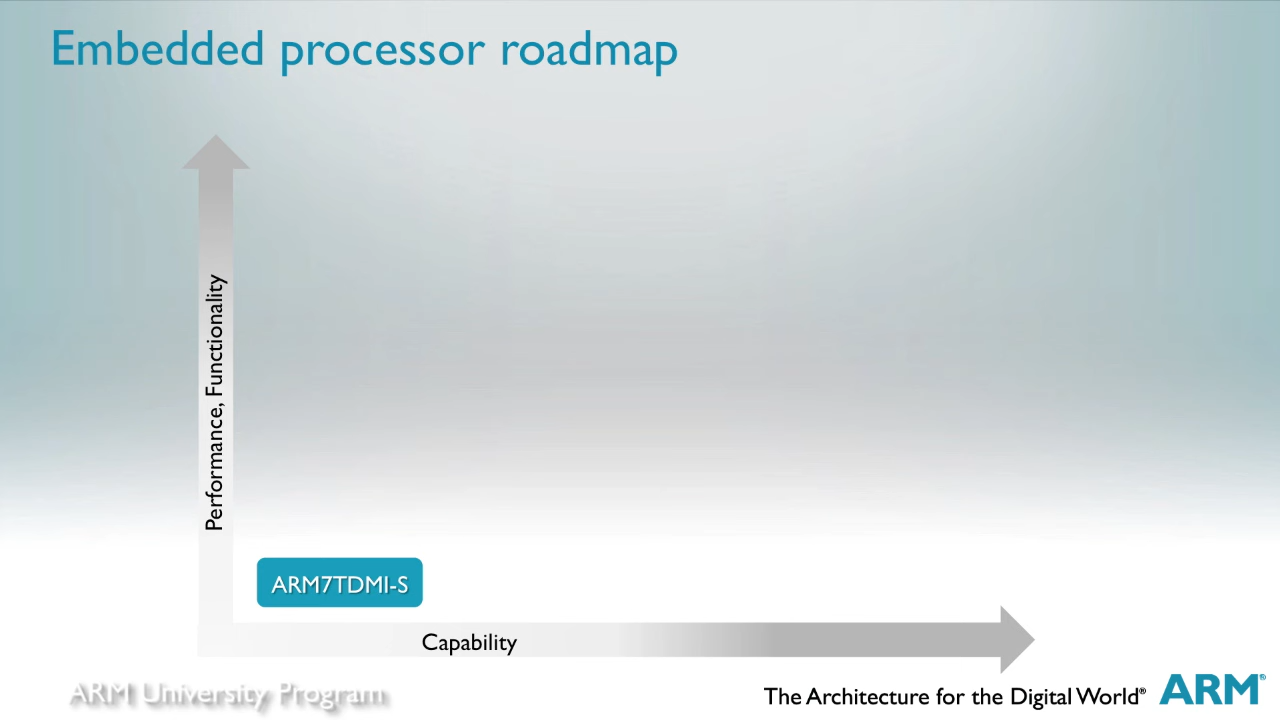 Embedded processor roadmap
Performance, Functionality
ARM7TDMI-S
Capability
ARM University Program
The Architecture for the Digital World®
ARM®